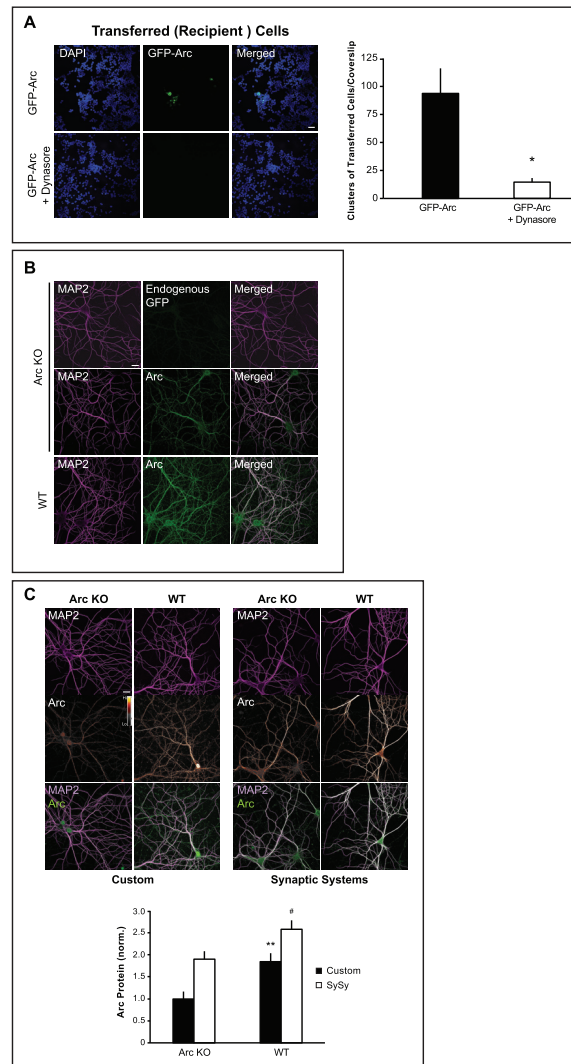 A
Transferred (Recipient ) Cells
DAPI
GFP-Arc
Merged
GFP-Arc
GFP-Arc
+ Dynasore
Clusters of Transferred Cells/Coverslip
125
100
75
50
25
0
*
GFP-Arc
GFP-Arc
+ Dynasore
B
Arc KO
MAP2
Endogenous
GFP
Merged
MAP2
Arc
Merged
WT
MAP2
Arc
Merged
C
Arc KO
WT
Arc KO
WT
MAP2
MAP2
Arc
Hi
Lo
Arc
MAP2
Arc
MAP2
Arc
Custom
Synaptic Systems
Arc Protein (norm.)
3.0
2.5
2.0
1.5
1.0
0
**
#
Custom
SySy
Arc KO
WT